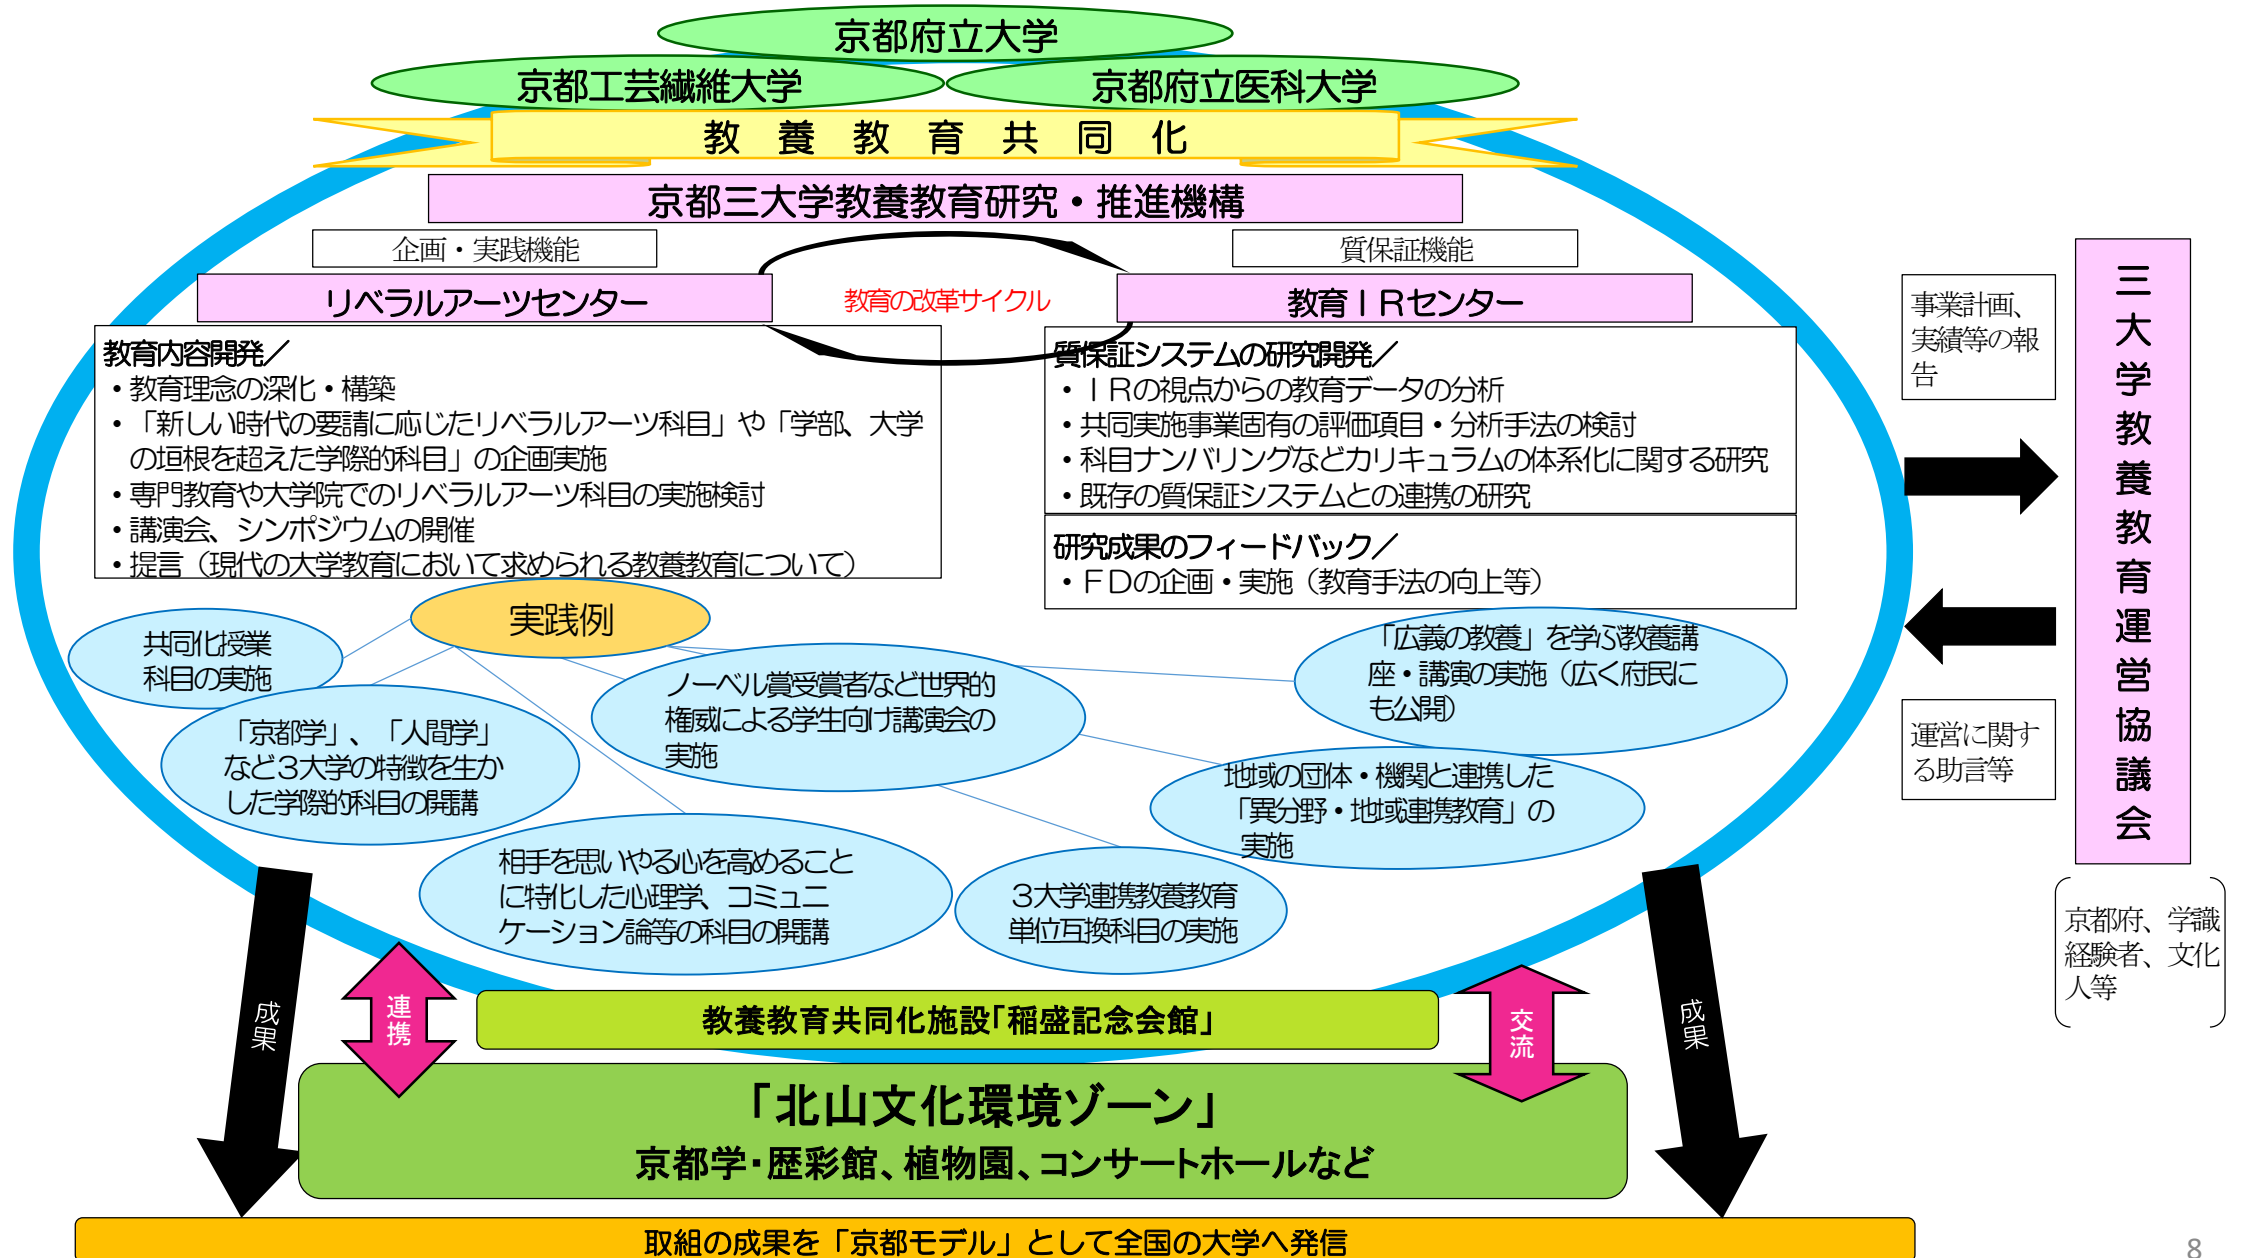 京都府立大学
京都工芸繊維大学
京都府立医科大学
教養教育共同化
京都三大学教養教育研究・推進機構
企画・実践機能
質保証機能
リベラルアーツセンター
教育の改革サイクル
教育ＩＲセンター
教育内容開発／
・教育理念の深化・構築
・「新しい時代の要請に応じたリベラルアーツ科目」や「学部、大学
の垣根を超えた学際的科目」の企画実施
・専門教育や大学院でのリベラルアーツ科目の実施検討
・講演会、シンポジウムの開催
・提言（現代の大学教育において求められる教養教育について）
質保証システムの研究開発／
・ＩＲの視点からの教育データの分析
・共同実施事業固有の評価項目・分析手法の検討
・科目ナンバリングなどカリキュラムの体系化に関する研究
・既存の質保証システムとの連携の研究
研究成果のフィードバック／
・ＦＤの企画・実施（教育手法の向上等）
事業計画、
実績等の報
告
三大学教養教育運営協議会
運営に関す
る助言等
京都府、学識
経験者、文化
人等
実践例
共同化授業
科目の実施
「京都学」、「人間学」
など３大学の特徴を生か
した学際的科目の開講
ノーベル賞受賞者など世界的
権威による学生向け講演会の
実施
「広義の教養」を学ぶ教養講
座・講演の実施（広く府民に
も公開）
地域の団体・機関と連携した
「異分野・地域連携教育」の
実施
相手を思いやる心を高めること
に特化した心理学、コミュニ
ケーション論等の科目の開講
３大学連携教養教育
単位互換科目の実施
成果
連携
教養教育共同化施設「稲盛記念会館」
交流
成果
「北山文化環境ゾーン」
京都学・歴彩館、植物園、コンサートホールなど
取組の成果を「京都モデル」として全国の大学へ発信
8